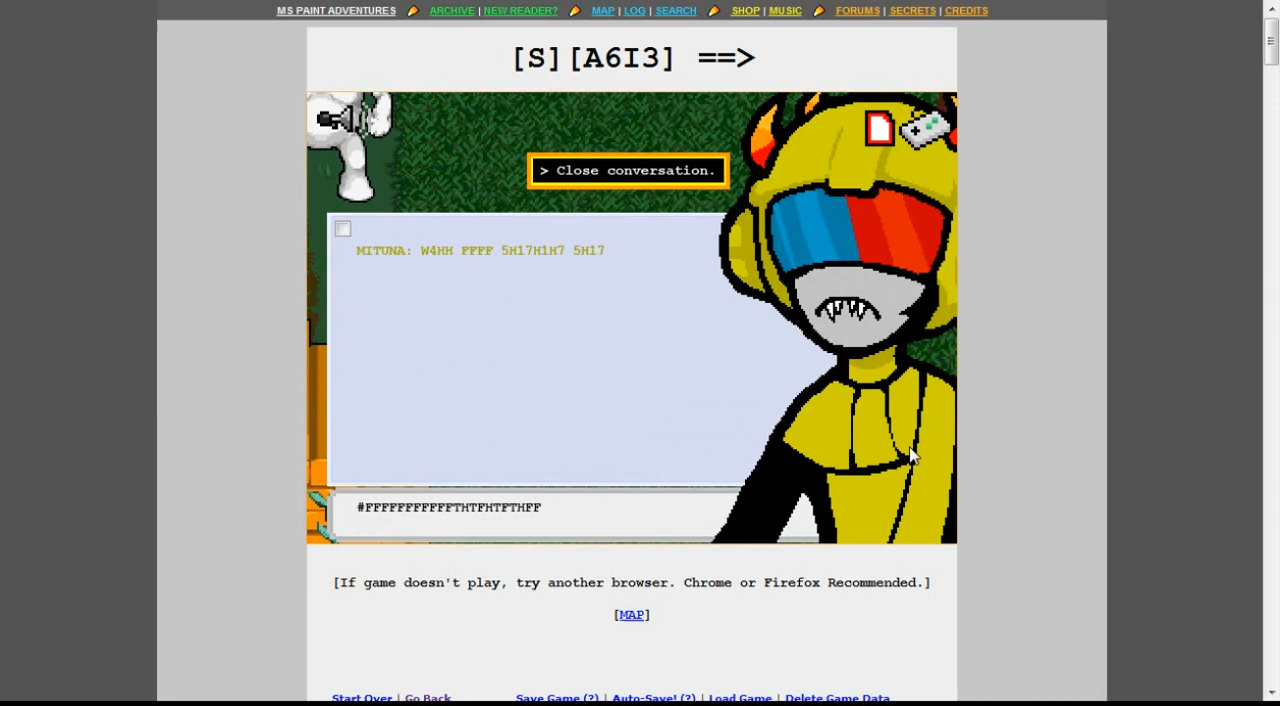 MS PAINT ADVENTURES ARCHIVE | NEW READER? MAP | LOG | SEARCH SHOP | MUSIC FORUMS | SECRETS | CREDITS
[S][A6I3] ==>
> Close conversation.
MITUNA: W4HH FFFF 5H17H1H7 5H17
#FFFFFFFFFFFTHTFHTFTHFF
[If game doesn't play, try another browser. Chrome or Firefox Recommended.]
[MAP]
Start Over | Go Back Save Game (?) | Auto-Save! (?) | Load Game | Delete Game Data